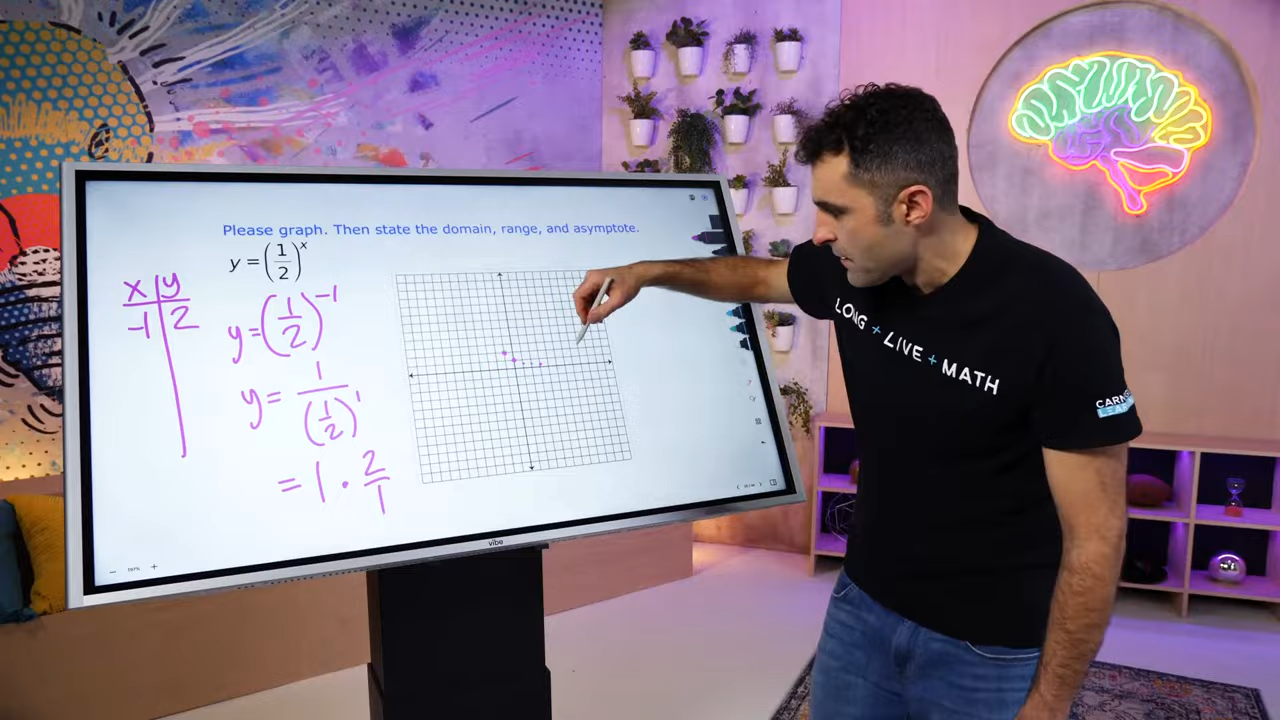 Please graph. Then state the domain, range, and asymptote.
y = (1/2)^x
x | y
-1 | 2
y=(1/2)^-1
y= 1/(1/2)^1
= 1 · 2/1
vibe
LONG + LIVE + MATH